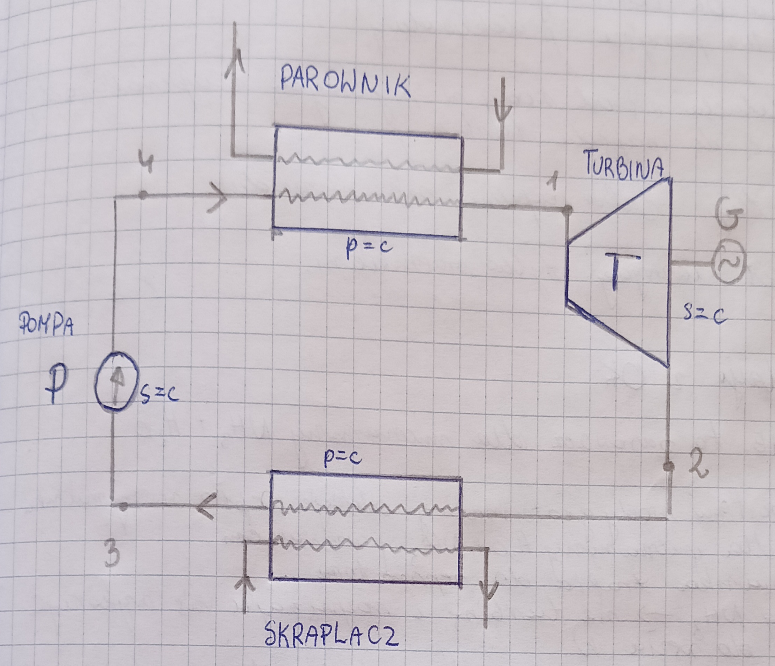 PAROWNIK
4
1
TURBINA
G
~
p=c
T
s=c
POMPA
P
s=c
p=c
2
3
SKRAPLACZ